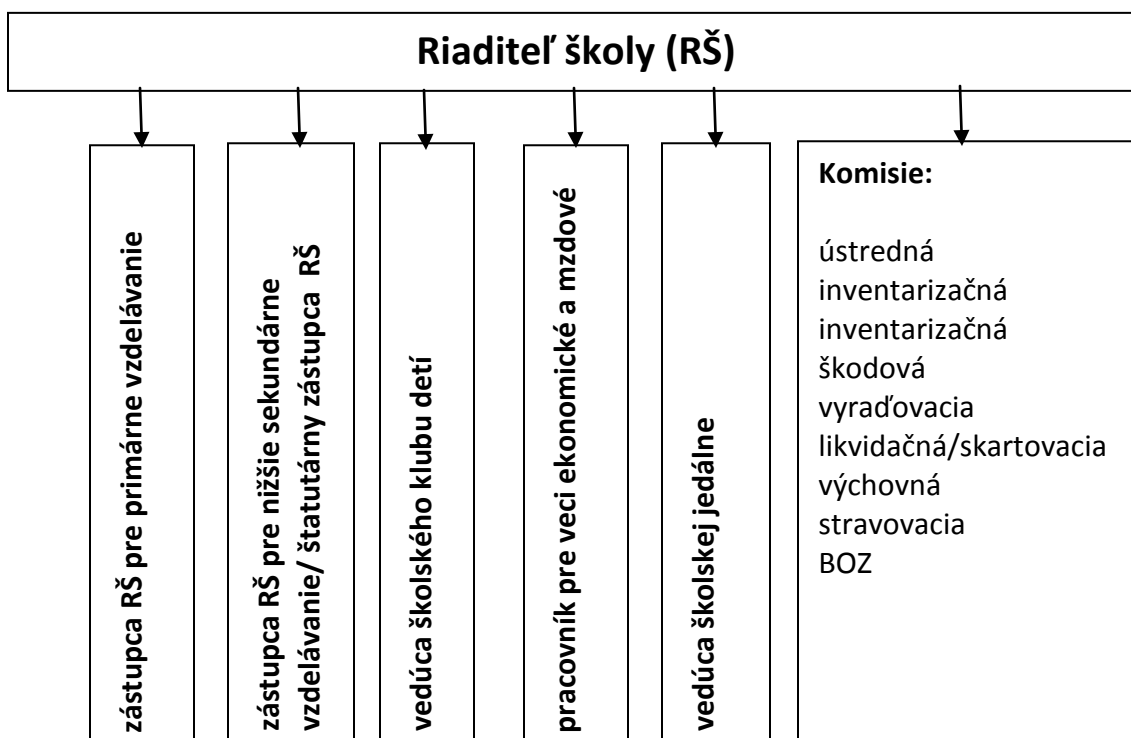 Riaditeľ školy (RŠ)
zástupca RŠ pre primárne vzdelávanie
zástupca RŠ pre nižšie sekundárne
vzdelávanie/ štatutárny zástupca RŠ
vedúca školského klubu detí
pracovník pre veci ekonomické a mzdové
vedúca školskej jedálne
Komisie:
ústredná
inventarizačná
inventarizačná
škodová
vyraďovacia
likvidačná/skartovacia
výchovná
stravovacia
BOZ